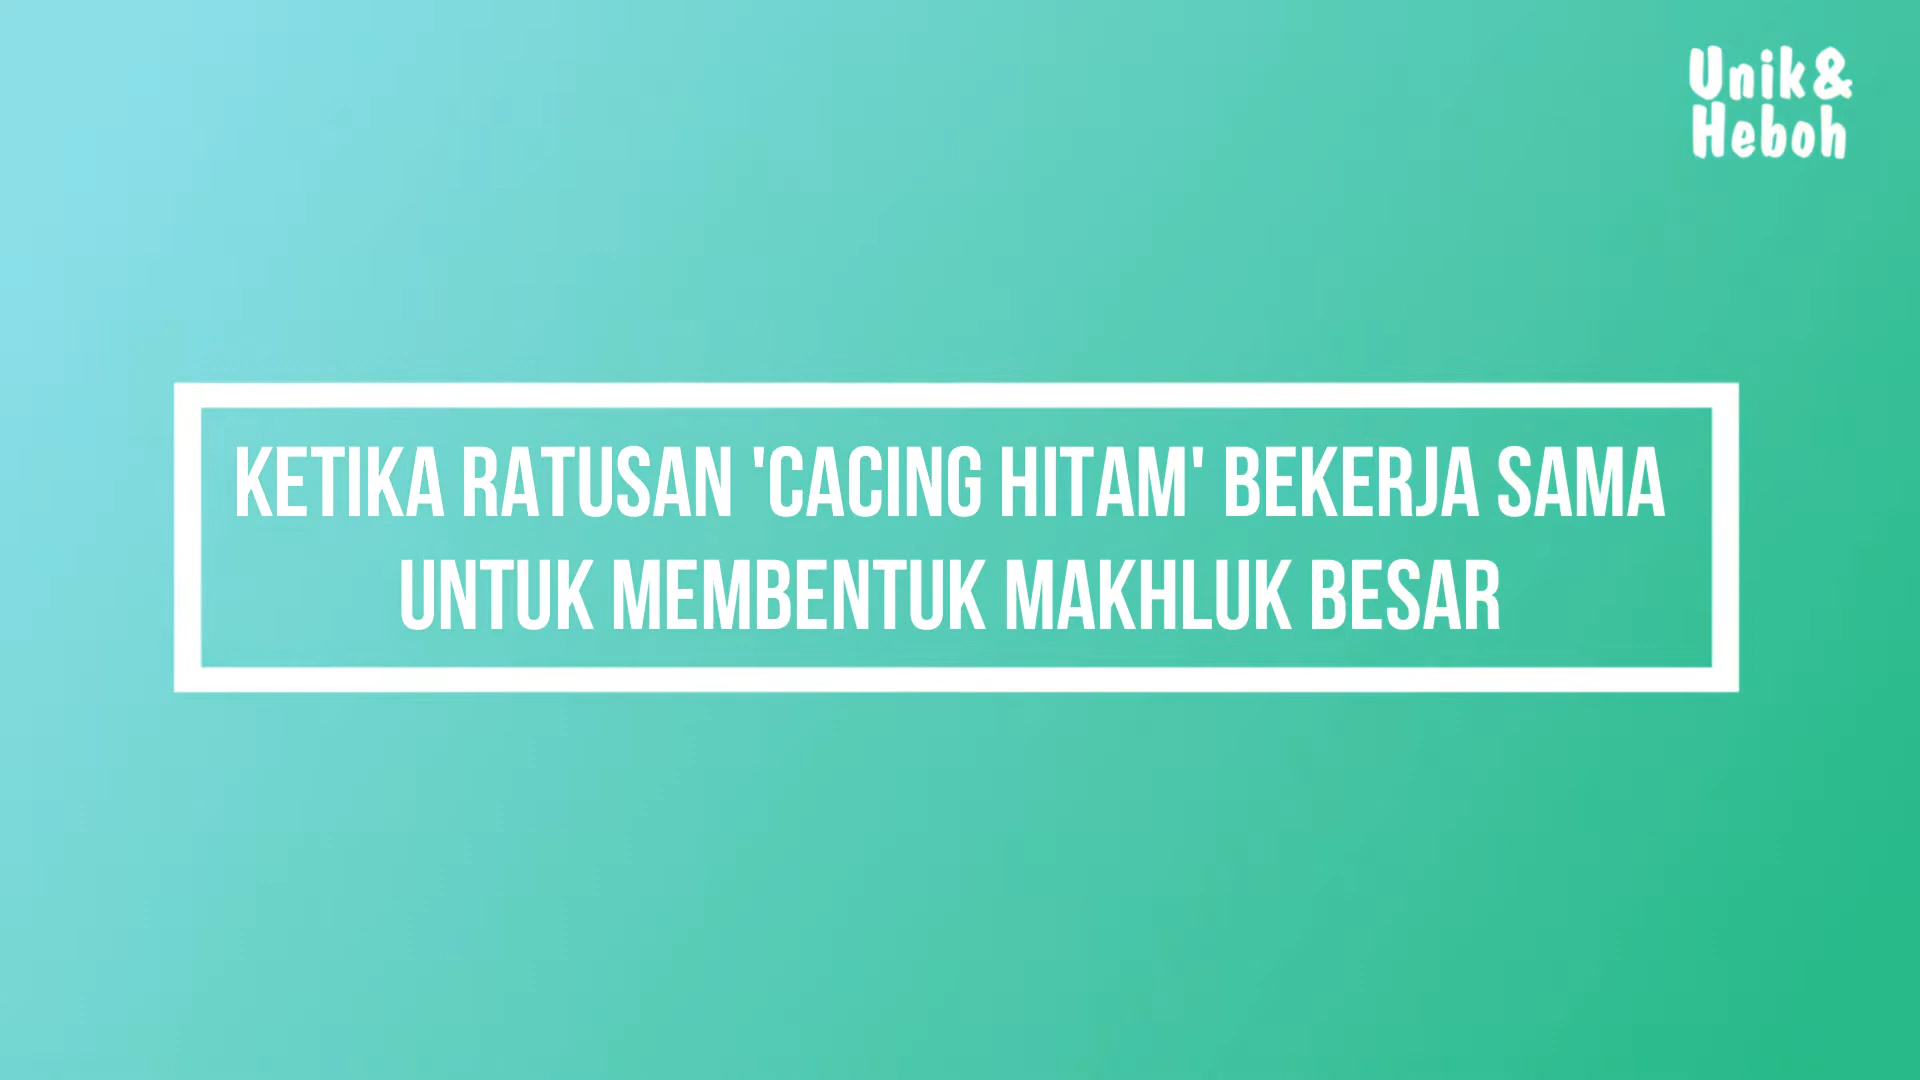 Unik&
Heboh
KETIKA RATUSAN 'CACING HITAM' BEKERJA SAMA
UNTUK MEMBENTUK MAKHLUK BESAR